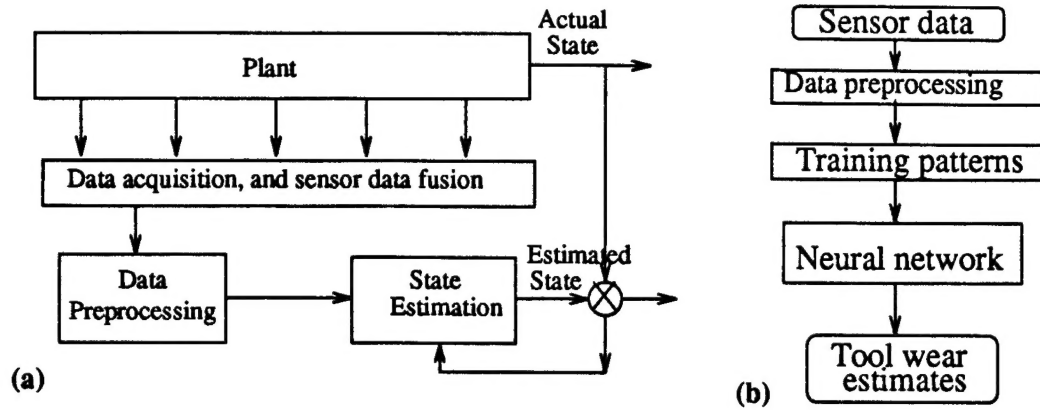 Actual
State
Plant
Data acquisition, and sensor data fusion
Data
Preprocessing
State
Estimation
Estimated
State
(a)
Sensor data
Data preprocessing
Training patterns
Neural network
Tool wear
estimates
(b)